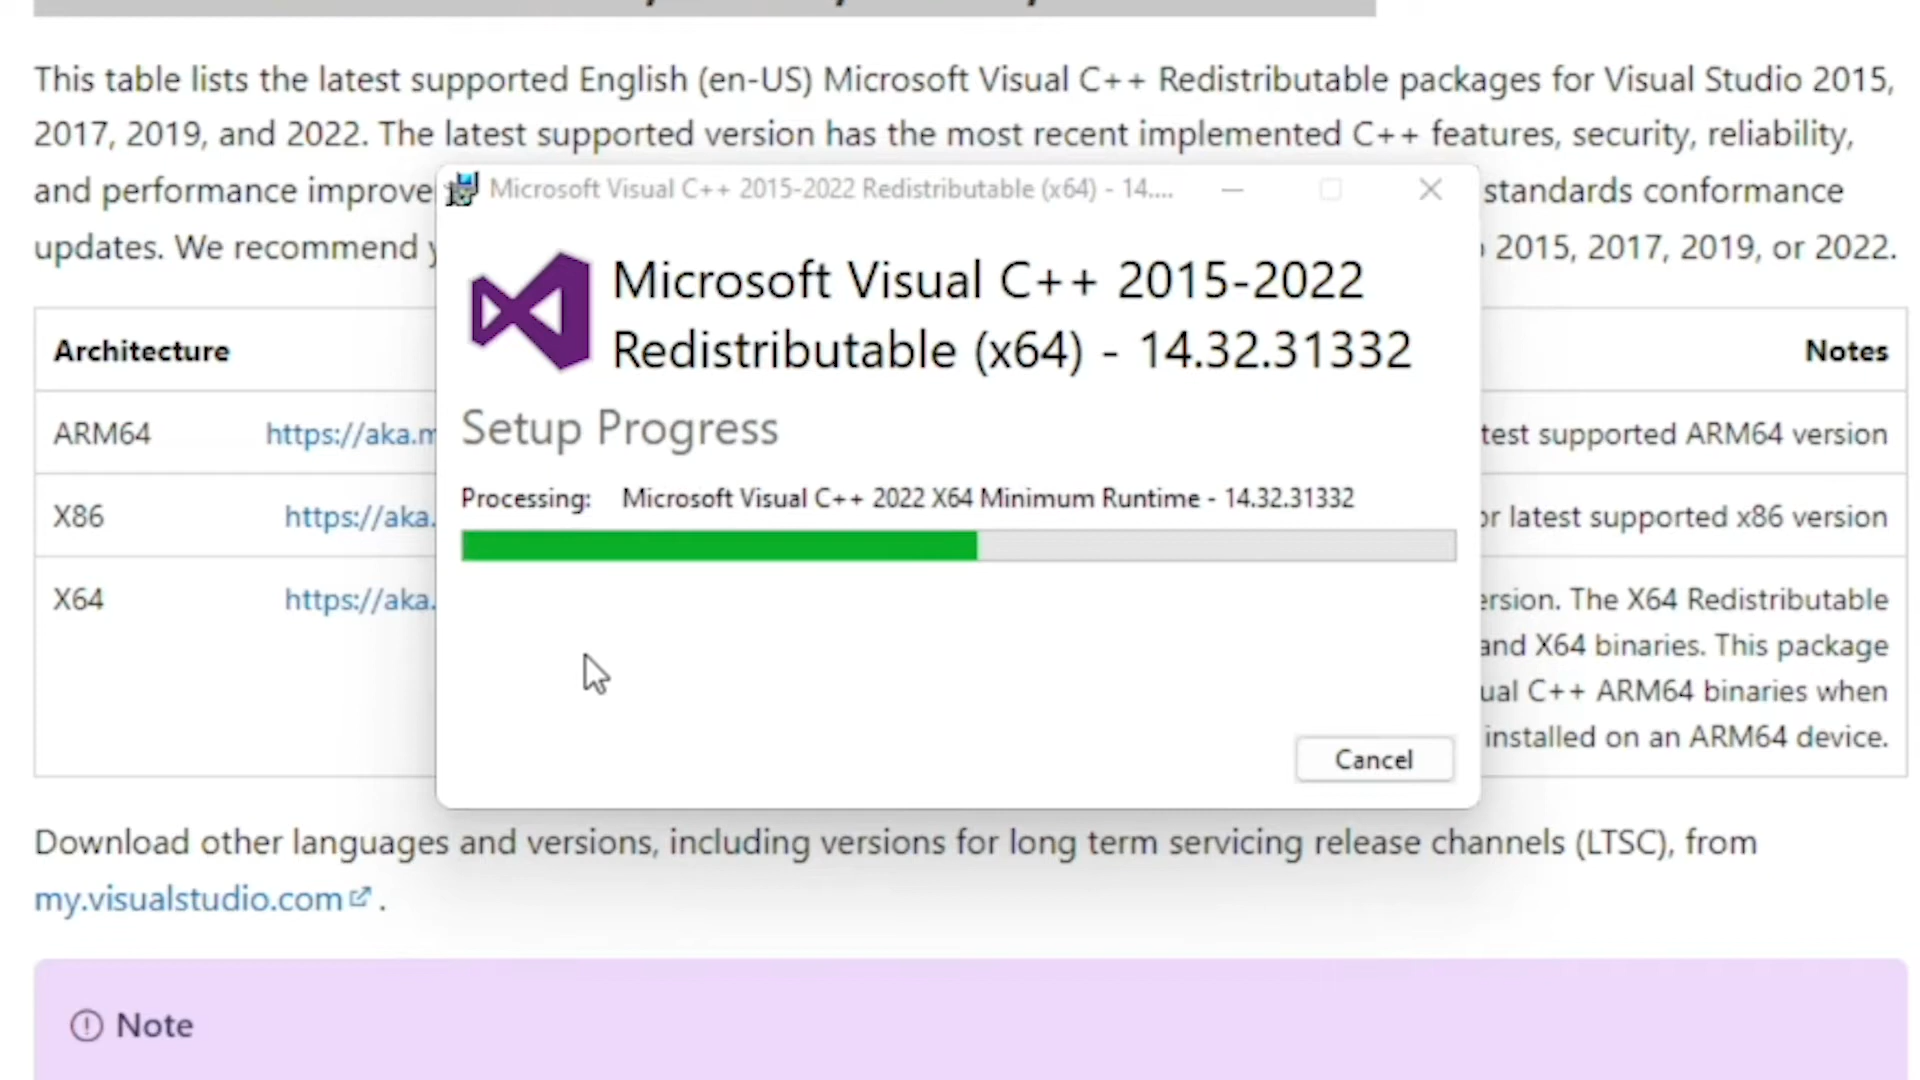 This table lists the latest supported English (en-US) Microsoft Visual C++ Redistributable packages for Visual Studio 2015,
2017, 2019, and 2022. The latest supported version has the most recent implemented C++ features, security, reliability,
and performance improve
standards conformance
updates. We recommend
2015, 2017, 2019, or 2022.
Microsoft Visual C++ 2015-2022 Redistributable (x64) - 14....
Microsoft Visual C++ 2015-2022
Redistributable (x64) - 14.32.31332
Setup Progress
Processing: Microsoft Visual C++ 2022 X64 Minimum Runtime - 14.32.31332
Cancel
Architecture
Notes
ARM64 https://aka.m
test supported ARM64 version
X86 https://aka.
or latest supported x86 version
X64 https://aka.
ersion. The X64 Redistributable
and X64 binaries. This package
ual C++ ARM64 binaries when
installed on an ARM64 device.
Download other languages and versions, including versions for long term servicing release channels (LTSC), from
my.visualstudio.com .
Note